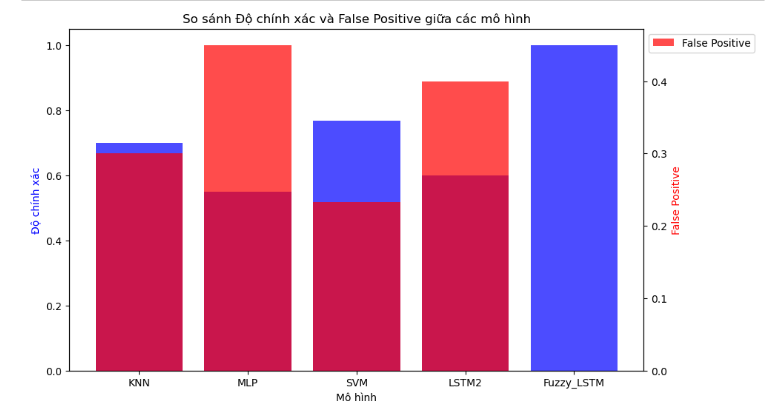 So sánh Độ chính xác và False Positive giữa các mô hình
False Positive
Độ chính xác
1.0
0.8
0.6
0.4
0.2
0.0
0.4
0.3
0.2
0.1
0.0
False Positive
KNN MLP SVM LSTM2 Fuzzy_LSTM
Mô hình